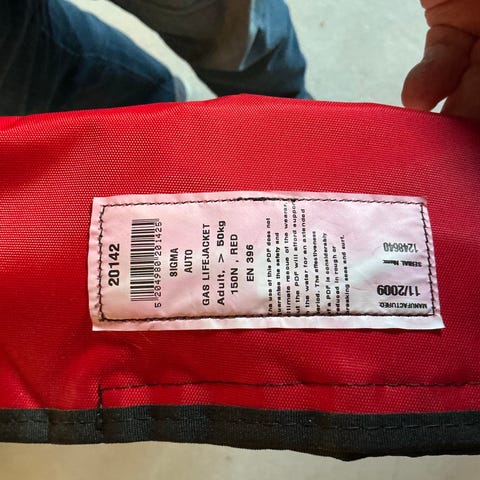 20142
5 204980 201425
SIGMA
AUTO
GAS LIFEJACKET
Adult, > 50kg
150N , RED
EN 396
The use of this PDF does not
guarantee the safety and
ultimate rescue of the wearer,
but the PDF will afford support
in the water for an extended
period. The effectiveness
of a PDF is considerably
reduced in rough or
breaking seas and surf.
SERIAL Num:
1248640
MANUFACTURED:
11/2009